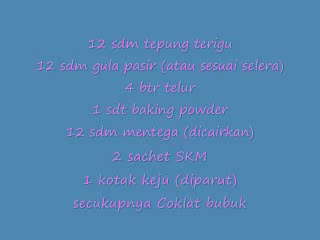 12 sdm tepung terigu
12 sdm gula pasir (atau sesuai selera)
4 btr telur
1 sdt baking powder
12 sdm mentega (dicairkan)
2 sachet SKM
1 kotak keju (diparut)
secukupnya Coklat bubuk